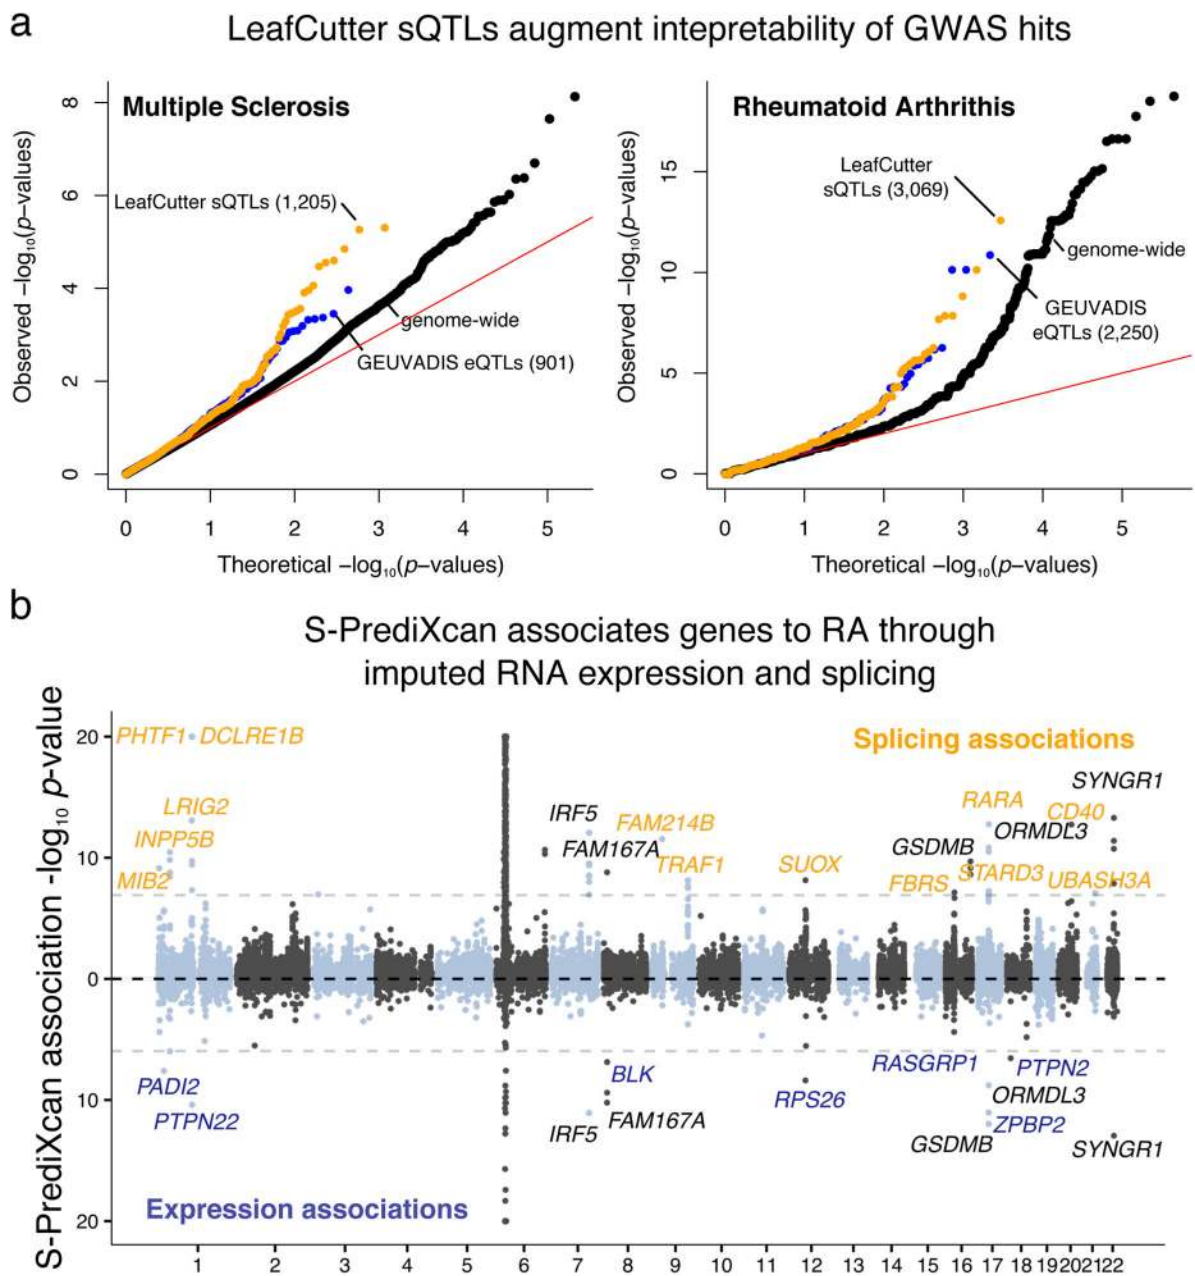 a
LeafCutter sQTLs augment intepretability of GWAS hits
Multiple Sclerosis
Observed −log₁₀(p−values)
8
6
4
2
0
LeafCutter sQTLs (1,205)
genome-wide
GEUVADIS eQTLs (901)
0 1 2 3 4 5
Theoretical −log₁₀(p−values)
Rheumatoid Arthrithis
Observed −log₁₀(p−values)
15
10
5
0
LeafCutter
sQTLs (3,069)
genome-wide
GEUVADIS
eQTLs (2,250)
0 1 2 3 4 5
Theoretical −log₁₀(p−values)
b
S-PrediXcan associates genes to RA through
imputed RNA expression and splicing
S-PrediXcan association -log₁₀ p-value
20
10
0
10
20
Splicing associations
PHTF1 DCLRE1B
SYNGR1
LRIG2
IRF5
RARA
CD40
INPP5B
FAM214B
ORMDL3
FAM167A
GSDMB
TRAF1
SUOX
STARD3
MIB2
FBRS
UBASH3A
PADI2
BLK
RASGRP1
PTPN2
PTPN22
FAM167A
RPS26
ORMDL3
IRF5
ZPBP2
GSDMB
SYNGR1
Expression associations
1 2 3 4 5 6 7 8 9 10 11 12 13 14 15 16 17 18 19 20 21 22